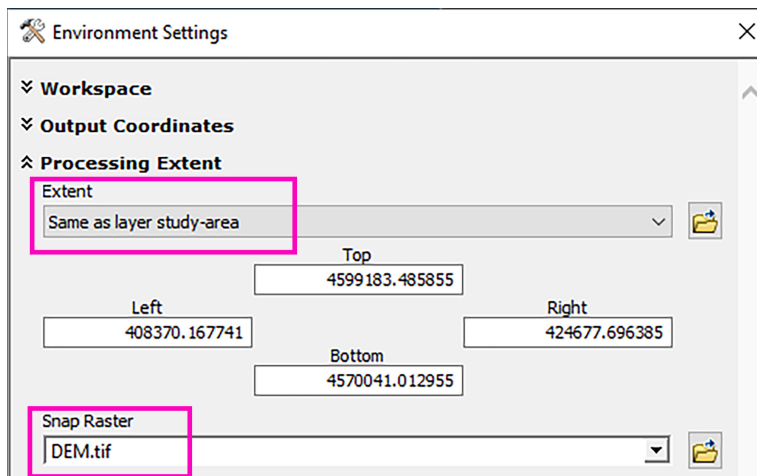 Environment Settings
Workspace
Output Coordinates
Processing Extent
Extent
Same as layer study-area
Top
4599183.485855
Left
Right
408370.167741
424677.696385
Bottom
4570041.012955
Snap Raster
DEM.tif